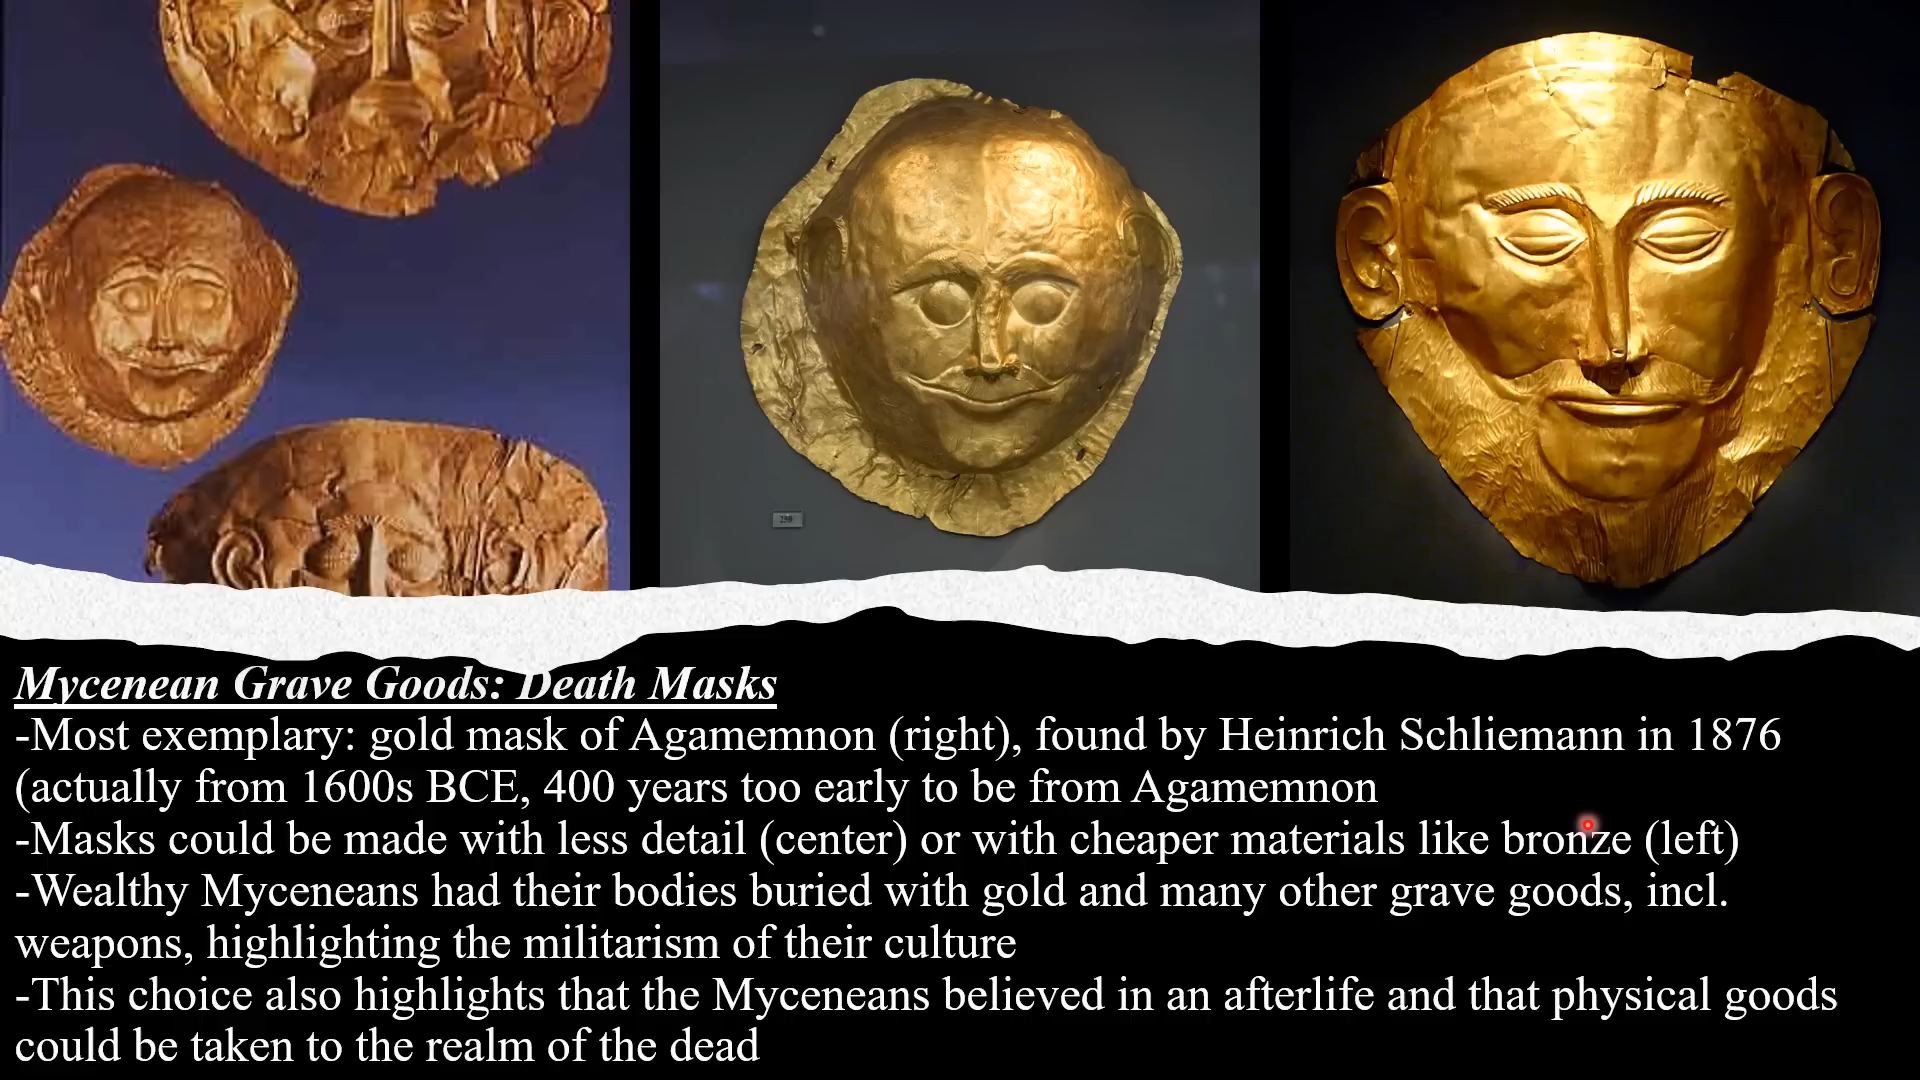 Mycenean Grave Goods: Death Masks
-Most exemplary: gold mask of Agamemnon (right), found by Heinrich Schliemann in 1876
(actually from 1600s BCE, 400 years too early to be from Agamemnon
-Masks could be made with less detail (center) or with cheaper materials like bronze (left)
-Wealthy Myceneans had their bodies buried with gold and many other grave goods, incl.
weapons, highlighting the militarism of their culture
-This choice also highlights that the Myceneans believed in an afterlife and that physical goods
could be taken to the realm of the dead